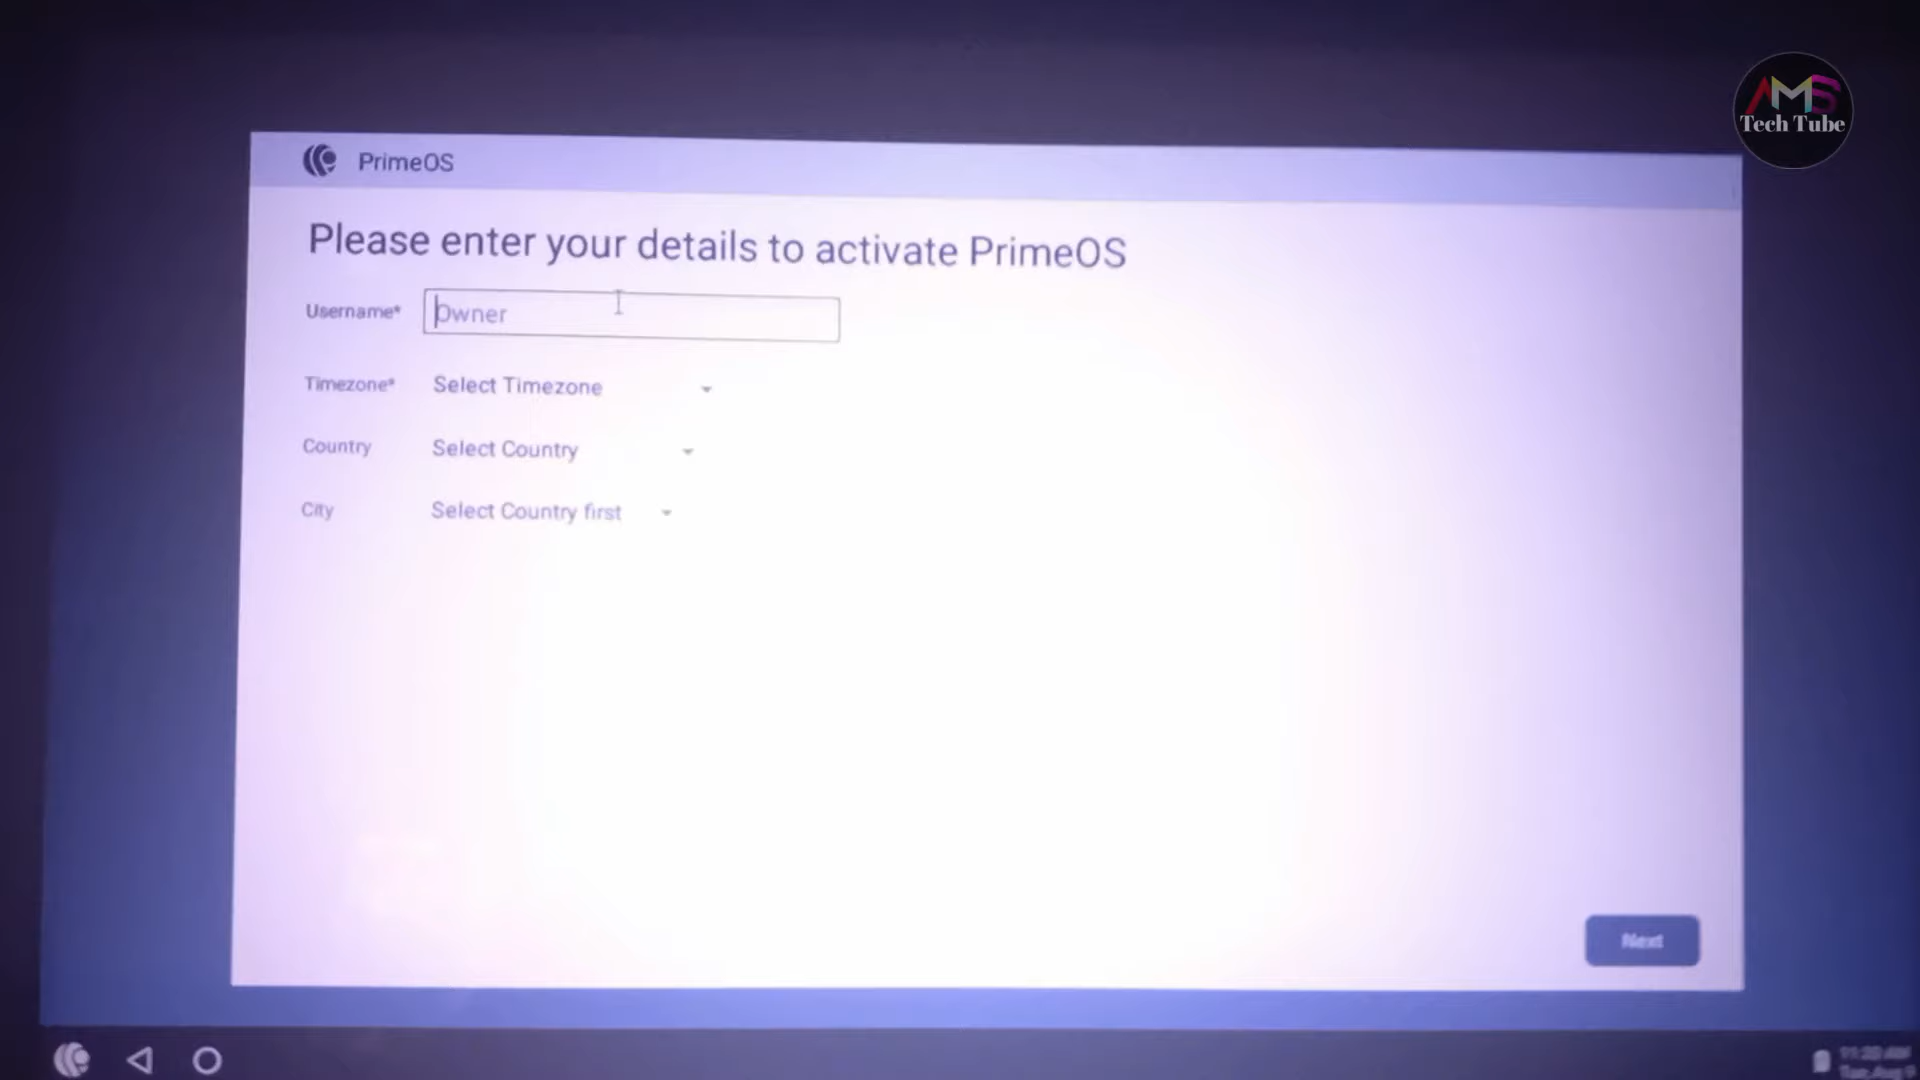 AMS
Tech Tube
PrimeOS
Please enter your details to activate PrimeOS
Username* Owner
Timezone* Select Timezone
Country Select Country
City Select Country first
Next